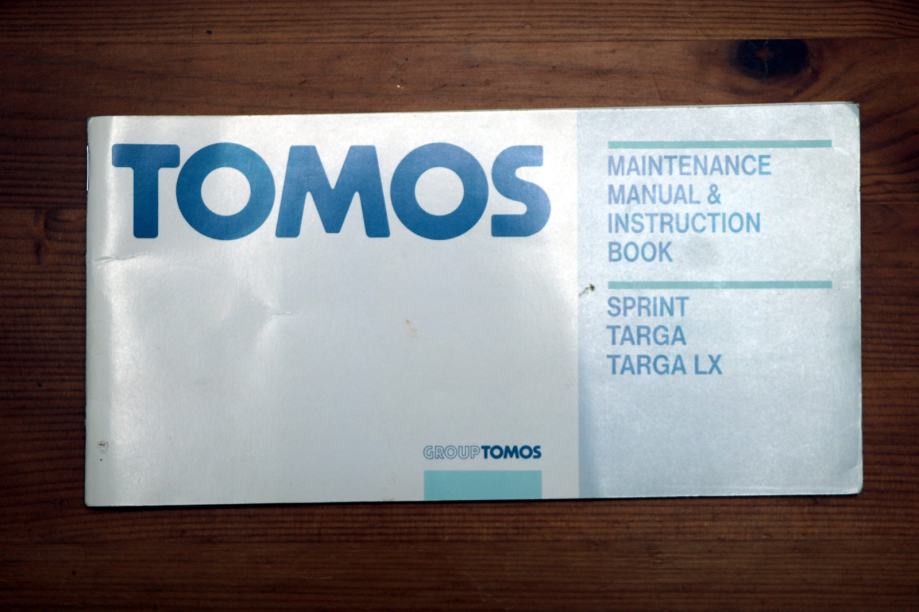 TOMOS
MAINTENANCE
MANUAL &
INSTRUCTION
BOOK
SPRINT
TARGA
TARGA LX
GROUPTOMOS